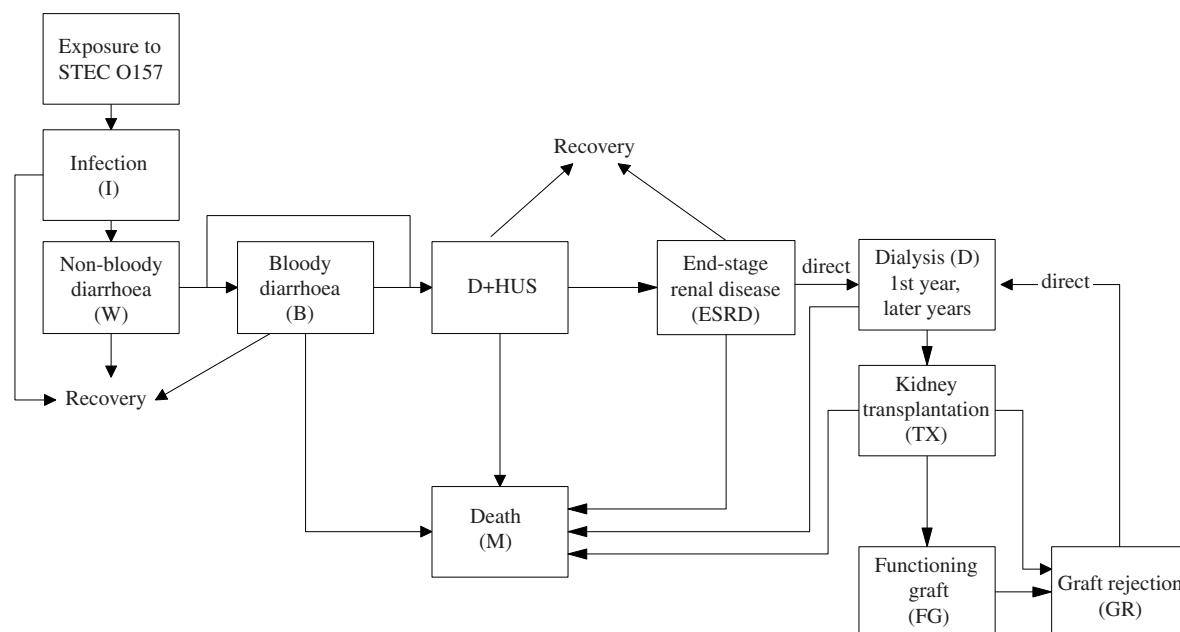 Exposure to
STEC O157
Infection
(I)
Non-bloody
diarrhoea
(W)
Recovery
Bloody
diarrhoea
(B)
D+HUS
Recovery
End-stage
renal disease
(ESRD)
direct
Dialysis (D)
1st year,
later years
direct
Kidney
transplantation
(TX)
Death
(M)
Functioning
graft
(FG)
Graft rejection
(GR)